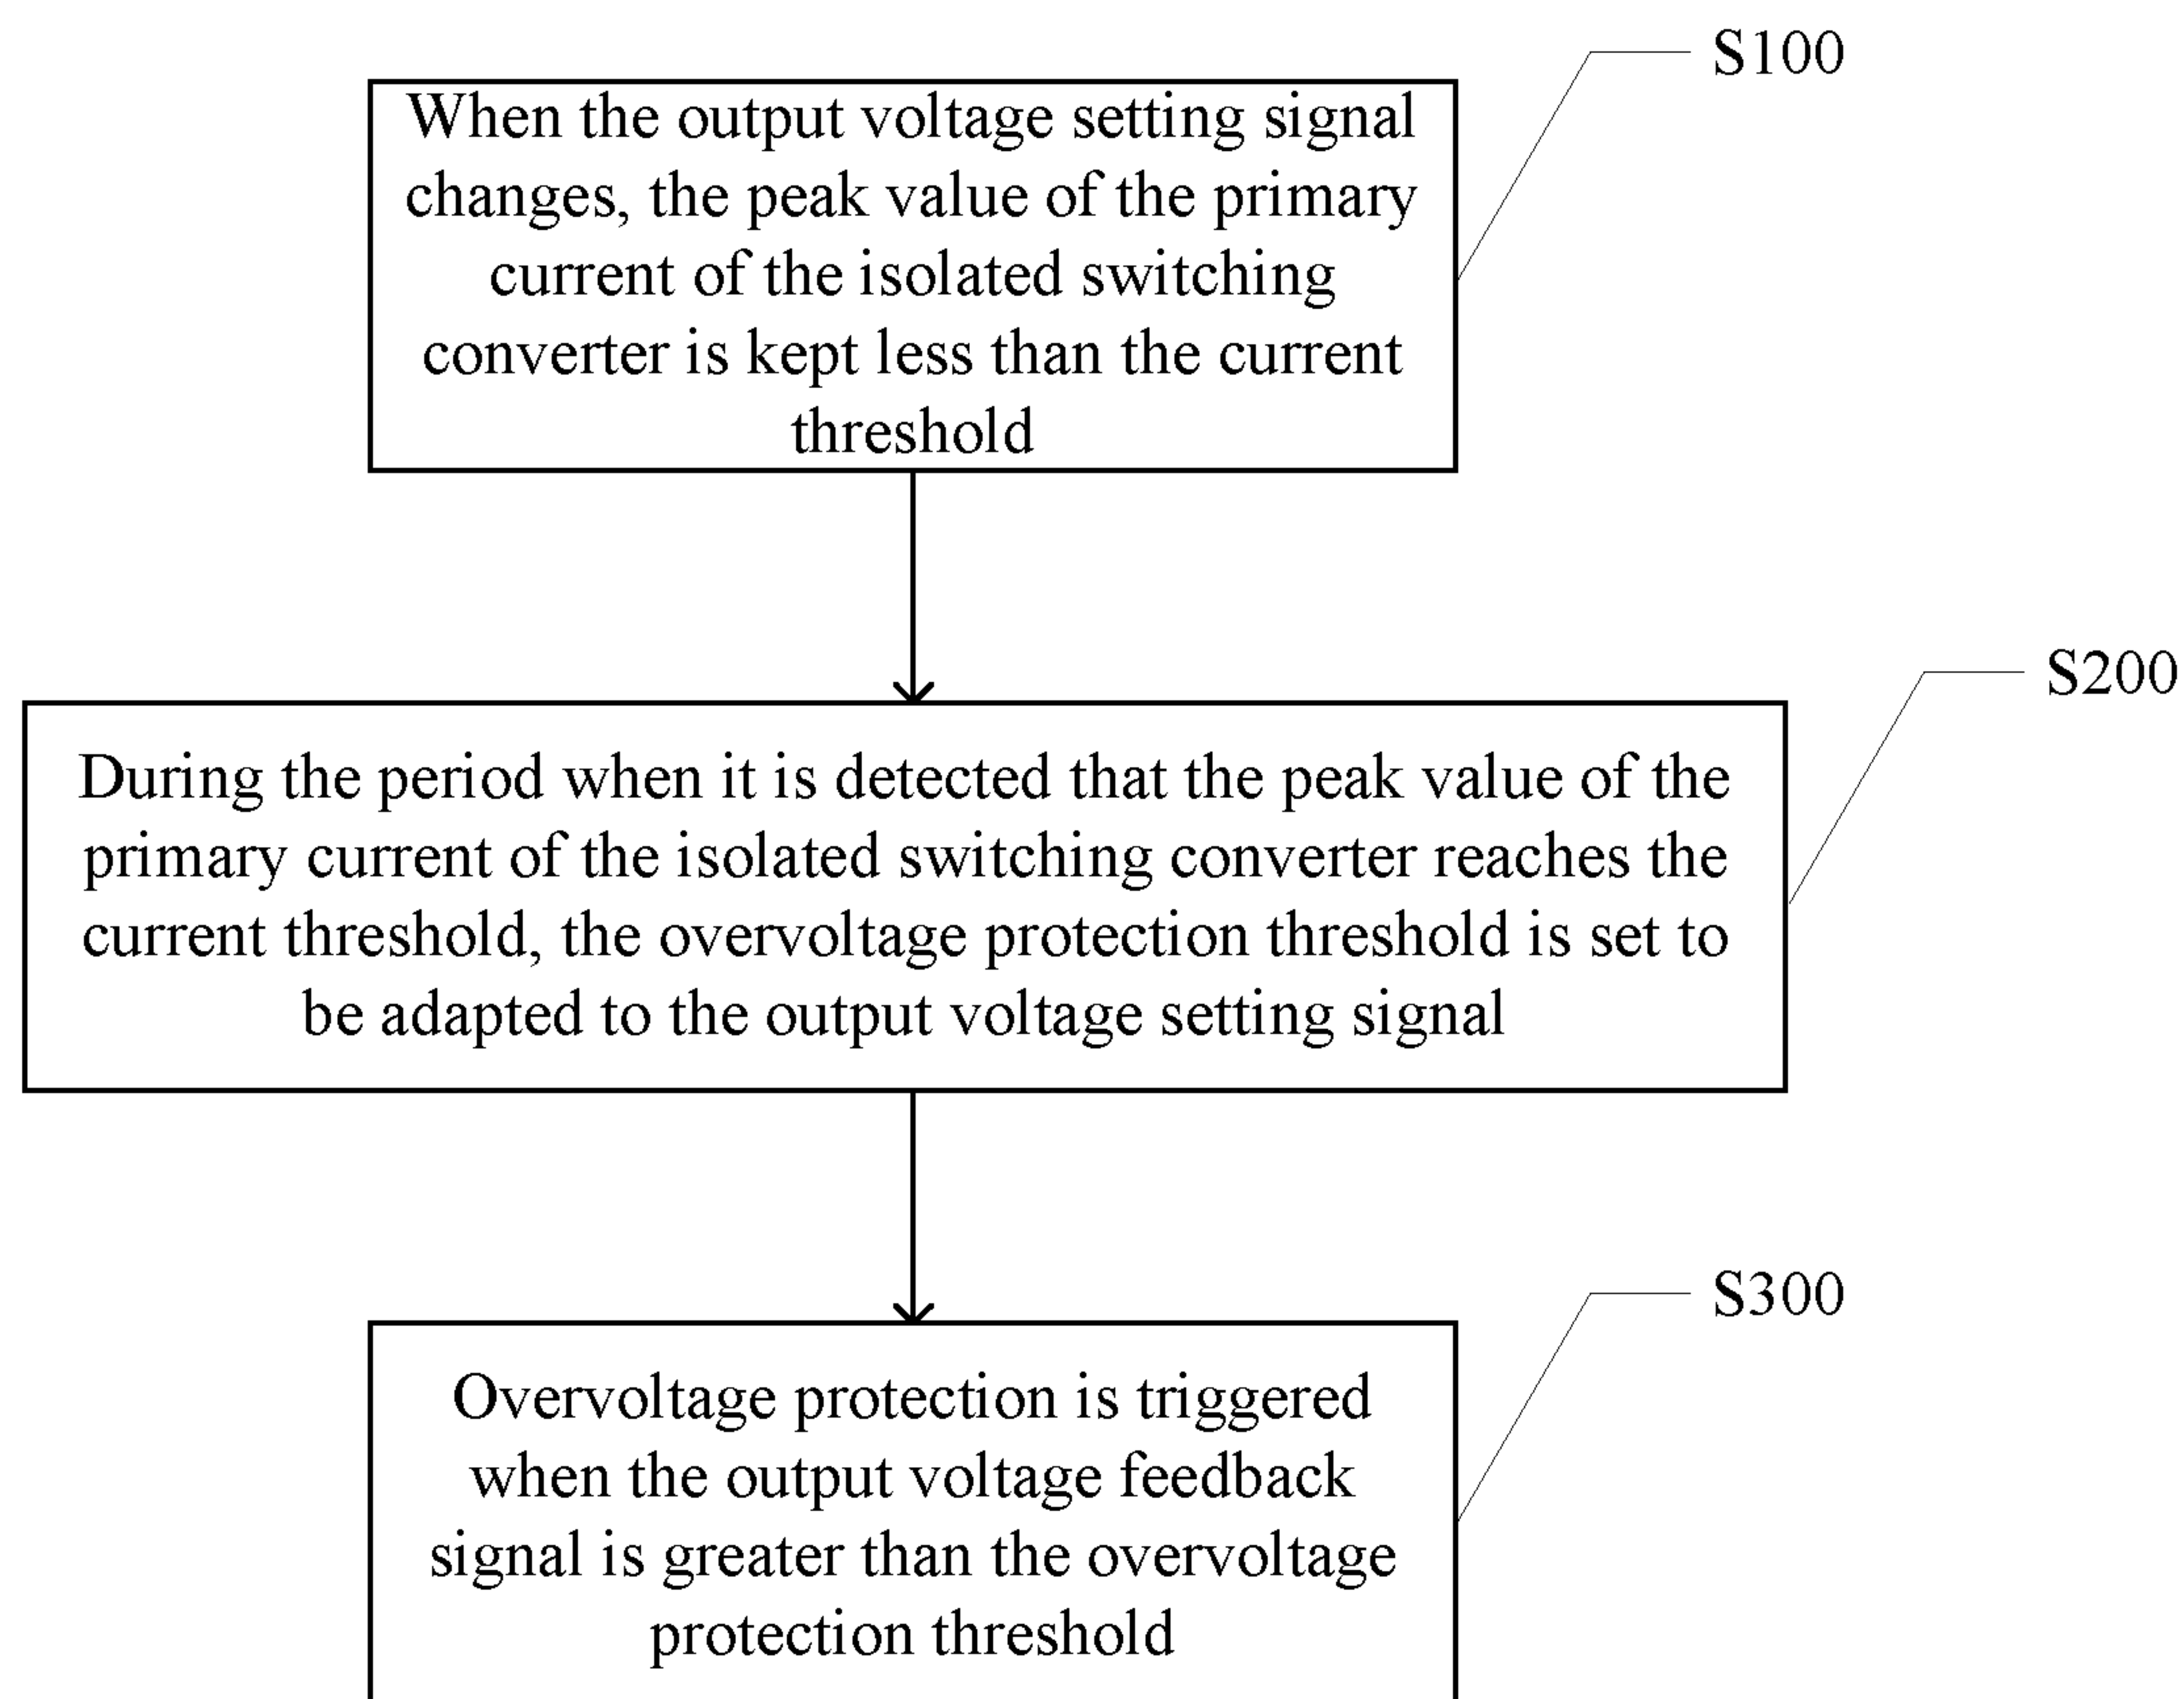 S100
When the output voltage setting signal
changes, the peak value of the primary
current of the isolated switching
converter is kept less than the current
threshold
S200
During the period when it is detected that the peak value of the
primary current of the isolated switching converter reaches the
current threshold, the overvoltage protection threshold is set to
be adapted to the output voltage setting signal
S300
Overvoltage protection is triggered
when the output voltage feedback
signal is greater than the overvoltage
protection threshold